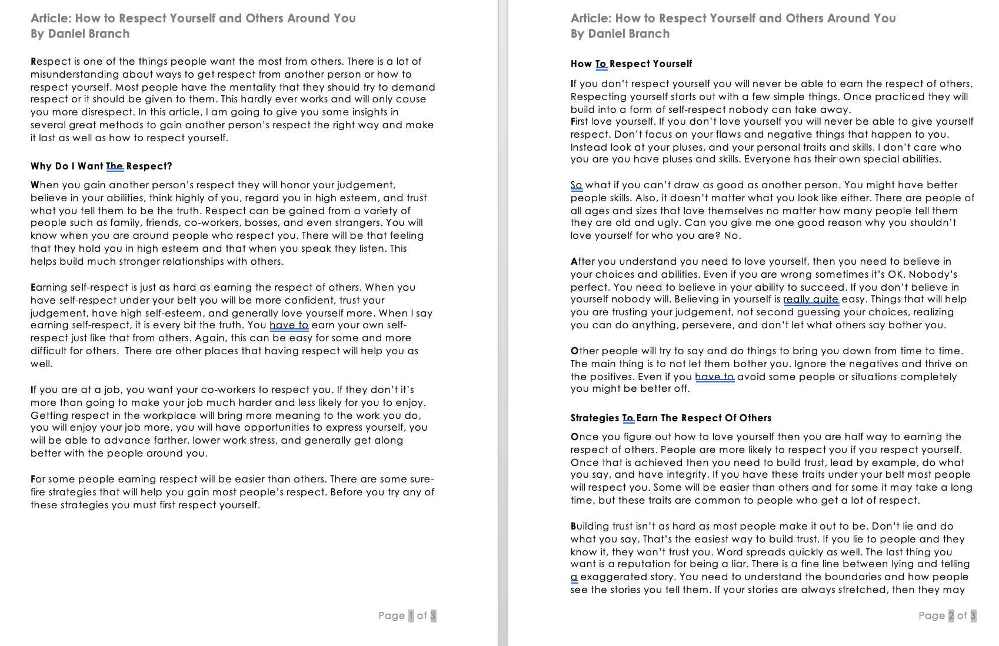 Article: How to Respect Yourself and Others Around You
By Daniel Branch
Respect is one of the things people want the most from others. There is a lot of
misunderstanding about ways to get respect from another person or how to
respect yourself. Most people have the mentality that they should try to demand
respect or it should be given to them. This hardly ever works and will only cause
you more disrespect. In this article, I am going to give you some insights in
several great methods to gain another person’s respect the right way and make
it last as well as how to respect yourself.
Why Do I Want The Respect?
When you gain another person’s respect they will honor your judgement,
believe in your abilities, think highly of you, regard you in high esteem, and trust
what you tell them to be the truth. Respect can be gained from a variety of
people such as family, friends, co-workers, bosses, and even strangers. You will
know when you are around people who respect you. There will be that feeling
that they hold you in high esteem and that when you speak they listen. This
helps build much stronger relationships with others.
Earning self-respect is just as hard as earning the respect of others. When you
have self-respect under your belt you will be more confident, trust your
judgement, have high self-esteem, and generally love yourself more. When I say
earning self-respect, it is every bit the truth. You have to earn your own self-
respect just like that from others. Again, this can be easy for some and more
difficult for others.  There are other places that having respect will help you as
well.
If you are at a job, you want your co-workers to respect you. If they don’t it’s
more than going to make your job much harder and less likely for you to enjoy.
Getting respect in the workplace will bring more meaning to the work you do,
you will enjoy your job more, you will have opportunities to express yourself, you
will be able to advance farther, lower work stress, and generally get along
better with the people around you.
For some people earning respect will be easier than others. There are some sure-
fire strategies that will help you gain most people’s respect. Before you try any of
these strategies you must first respect yourself.
Page 1 of 3
Article: How to Respect Yourself and Others Around You
By Daniel Branch
How To Respect Yourself
If you don’t respect yourself you will never be able to earn the respect of others.
Respecting yourself starts out with a few simple things. Once practiced they will
build into a form of self-respect nobody can take away.
First love yourself. If you don’t love yourself you will never be able to give yourself
respect. Don’t focus on your flaws and negative things that happen to you.
Instead look at your pluses, and your personal traits and skills. I don’t care who
you are you have pluses and skills. Everyone has their own special abilities.
So what if you can’t draw as good as another person. You might have better
people skills. Also, it doesn’t matter what you look like either. There are people of
all ages and sizes that love themselves no matter how many people tell them
they are old and ugly. Can you give me one good reason why you shouldn’t
love yourself for who you are? No.
After you understand you need to love yourself, then you need to believe in
your choices and abilities. Even if you are wrong sometimes it’s OK. Nobody’s
perfect. You need to believe in your ability to succeed. If you don’t believe in
yourself nobody will. Believing in yourself is really quite easy. Things that will help
you are trusting your judgement, not second guessing your choices, realizing
you can do anything, persevere, and don’t let what others say bother you.
Other people will try to say and do things to bring you down from time to time.
The main thing is to not let them bother you. Ignore the negatives and thrive on
the positives. Even if you have to avoid some people or situations completely
you might be better off.
Strategies To Earn The Respect Of Others
Once you figure out how to love yourself then you are half way to earning the
respect of others. People are more likely to respect you if you respect yourself.
Once that is achieved then you need to build trust, lead by example, do what
you say, and have integrity. If you have these traits under your belt most people
will respect you. Some will be easier than others and for some it may take a long
time, but these traits are common to people who get a lot of respect.
Building trust isn’t as hard as most people make it out to be. Don’t lie and do
what you say. That’s the easiest way to build trust. If you lie to people and they
know it, they won’t trust you. Word spreads quickly as well. The last thing you
want is a reputation for being a liar. There is a fine line between lying and telling
a exaggerated story. You need to understand the boundaries and how people
see the stories you tell them. If your stories are always stretched, then they may
Page 2 of 3